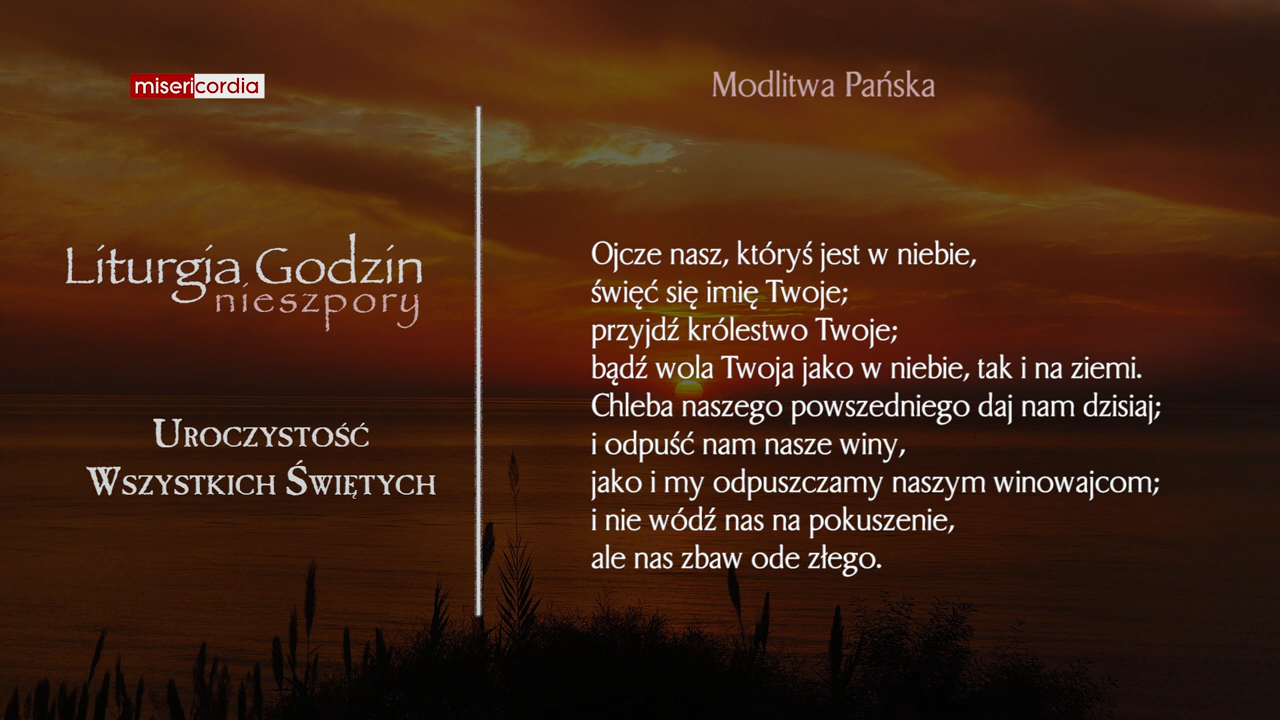 misericordia
Liturgia Godzin
nieszpory
Uroczystość
Wszystkich Świętych
Modlitwa Pańska
Ojcze nasz, któryś jest w niebie,
święć się imię Twoje;
przyjdź królestwo Twoje;
bądź wola Twoja jako w niebie, tak i na ziemi.
Chleba naszego powszedniego daj nam dzisiaj;
i odpuść nam nasze winy,
jako i my odpuszczamy naszym winowajcom;
i nie wódź nas na pokuszenie,
ale nas zbaw ode złego.